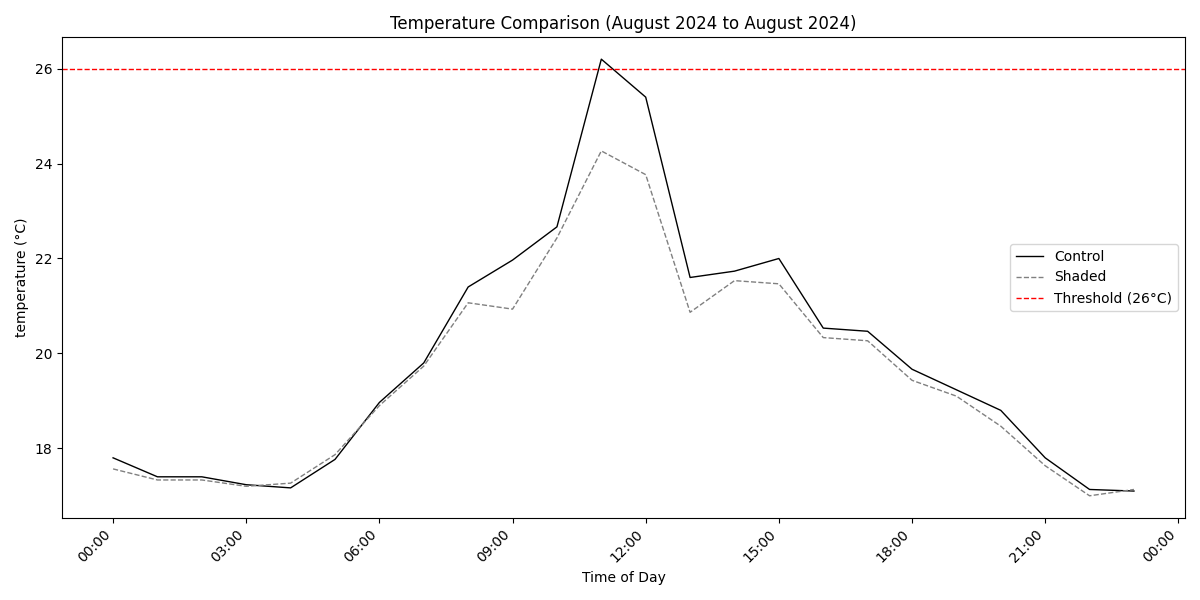 Temperature Comparison (August 2024 to August 2024)
temperature (°C)
26
24
22
20
18
Control
Shaded
Threshold (26°C)
00:00
03:00
06:00
09:00
12:00
15:00
18:00
21:00
00:00
Time of Day